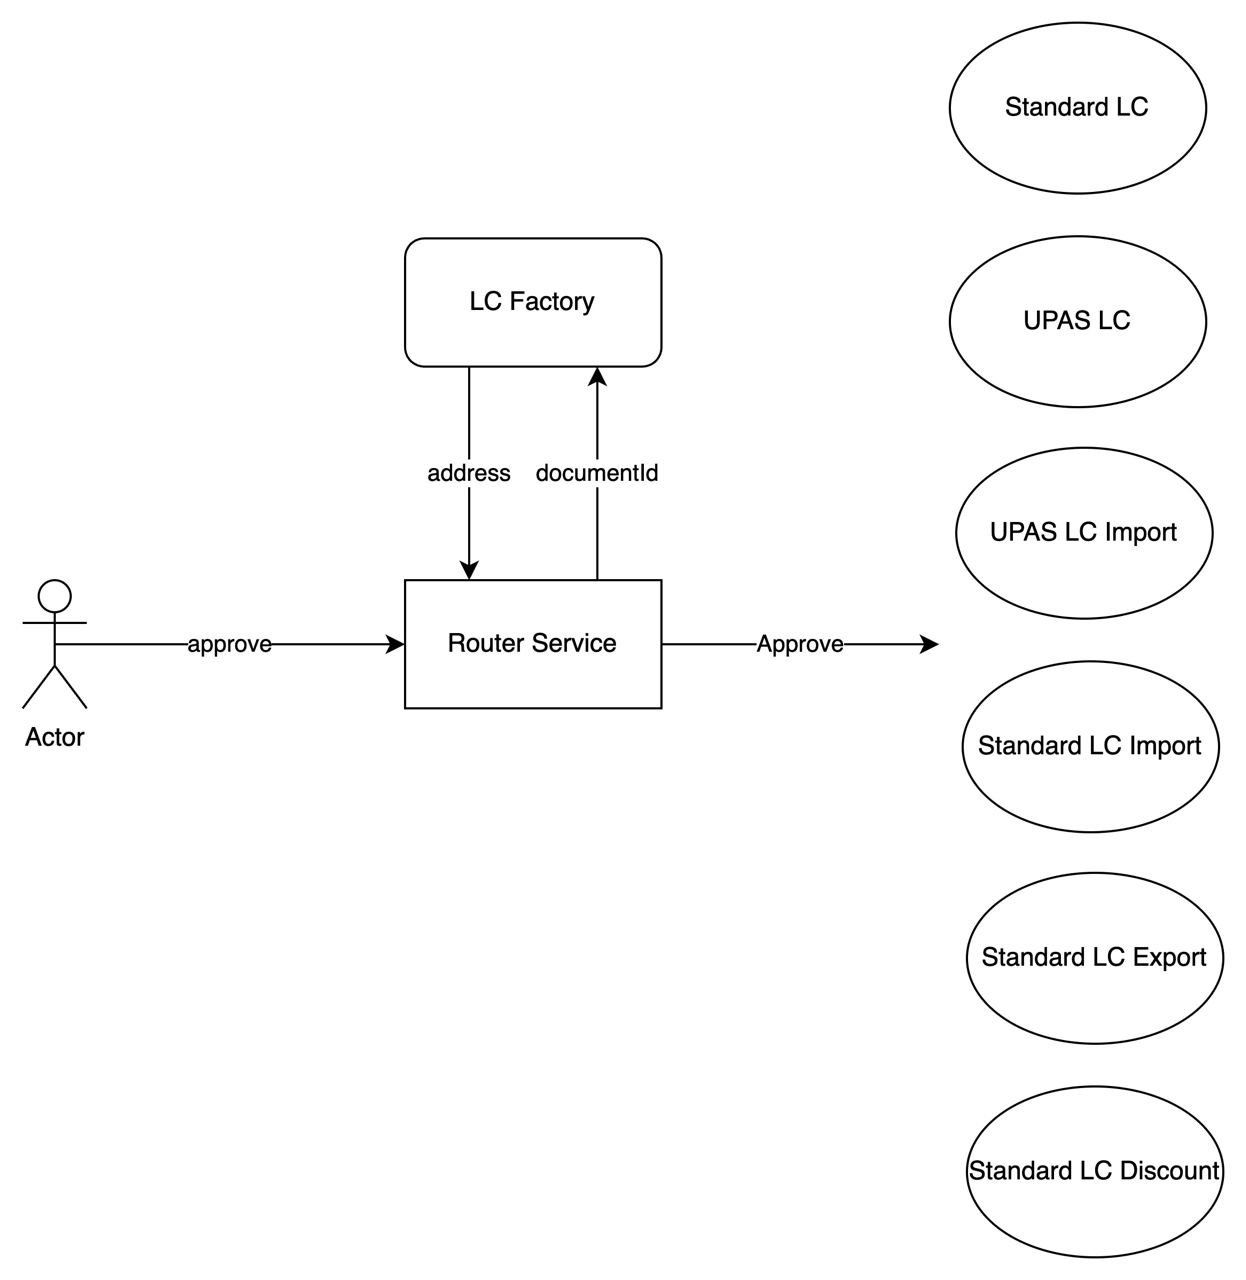 Standard LC
LC Factory
UPAS LC
address
documentId
UPAS LC Import
approve
Router Service
Approve
Actor
Standard LC Import
Standard LC Export
Standard LC Discount